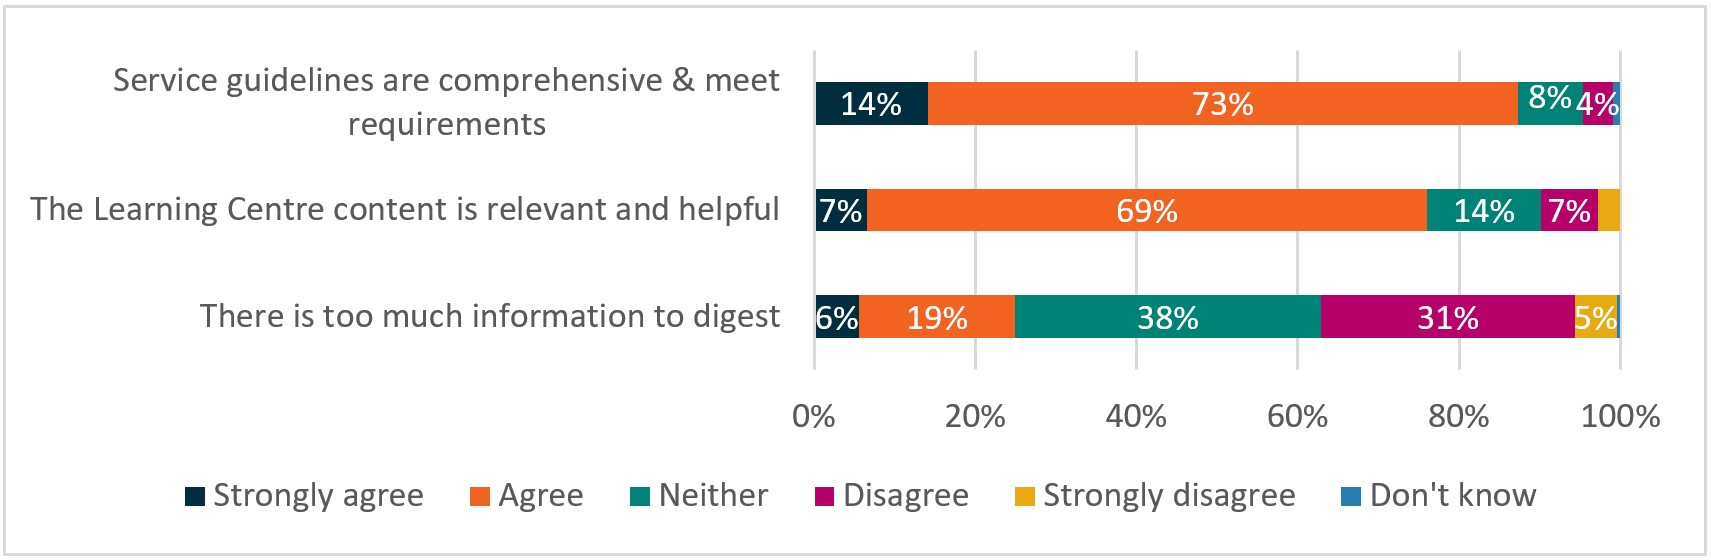 Service guidelines are comprehensive & meet
requirements
14% 73% 8% 4%
The Learning Centre content is relevant and helpful
7% 69% 14% 7%
There is too much information to digest
6% 19% 38% 31% 5%
0% 20% 40% 60% 80% 100%
Strongly agree Agree Neither Disagree Strongly disagree Don't know